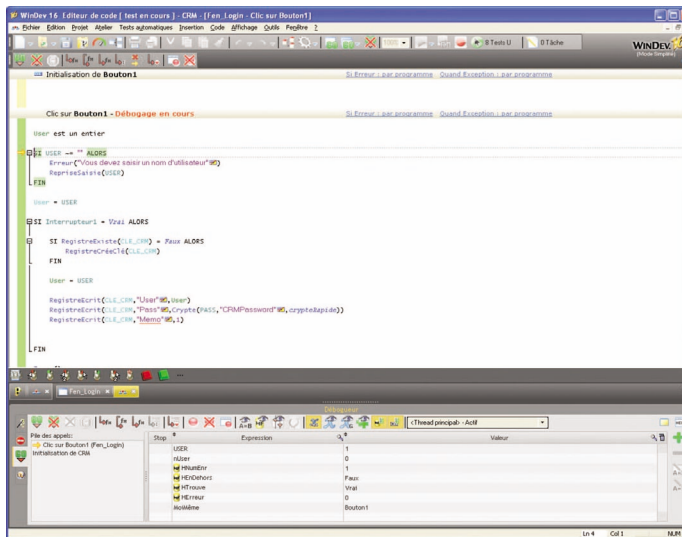 WinDev 16 Editeur de code [ test en cours ] - CRM - [Fen_Login - Clic sur Bouton1]
Fichier Edition Projet Atelier Tests automatiques Insertion Code Affichage Outils Fenêtre ?
100 8 Tests U 0 Tâche
WINDEV
(Mode Simplifié)
Initialisation de Bouton1 Si Erreur : par programme Quand Exception : par programme
Clic sur Bouton1 - Débogage en cours Si Erreur : par programme Quand Exception : par programme
User est un entier
SI USER ~= "" ALORS
Erreur("Vous devez saisir un nom d'utilisateur")
RepriseSaisie(USER)
FIN
User = USER
SI Interrupteur1 = Vrai ALORS
SI RegistreExiste(CLE_CRM) = Faux ALORS
RegistreCréeClé(CLE_CRM)
FIN
User = USER
RegistreEcrit(CLE_CRM,"User",User)
RegistreEcrit(CLE_CRM,"Pass",Crypte(PASS,"CRMPassword",crypteRapide))
RegistreEcrit(CLE_CRM,"Memo",1)
FIN
Fen_Login
Débogueur
<Thread principal> - Actif
Pile des appels: Stop Expression Valeur
Clic sur Bouton1 (Fen_Login)
Initialisation de CRM
USER 1
nUser 0
HNumEnr 1
HEnDehors Faux
HTrouve Vrai
HErreur 0
MoiMême Bouton1
Ln 4 Col 1 NUM